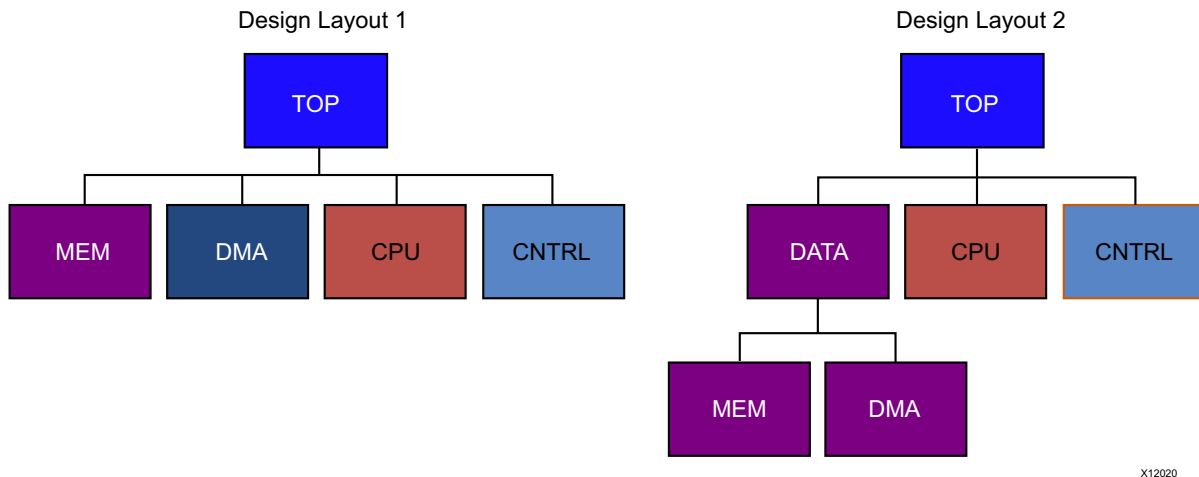 Design Layout 1
TOP
MEM
DMA
CPU
CNTRL
Design Layout 2
TOP
DATA
CPU
CNTRL
MEM
DMA
X12020